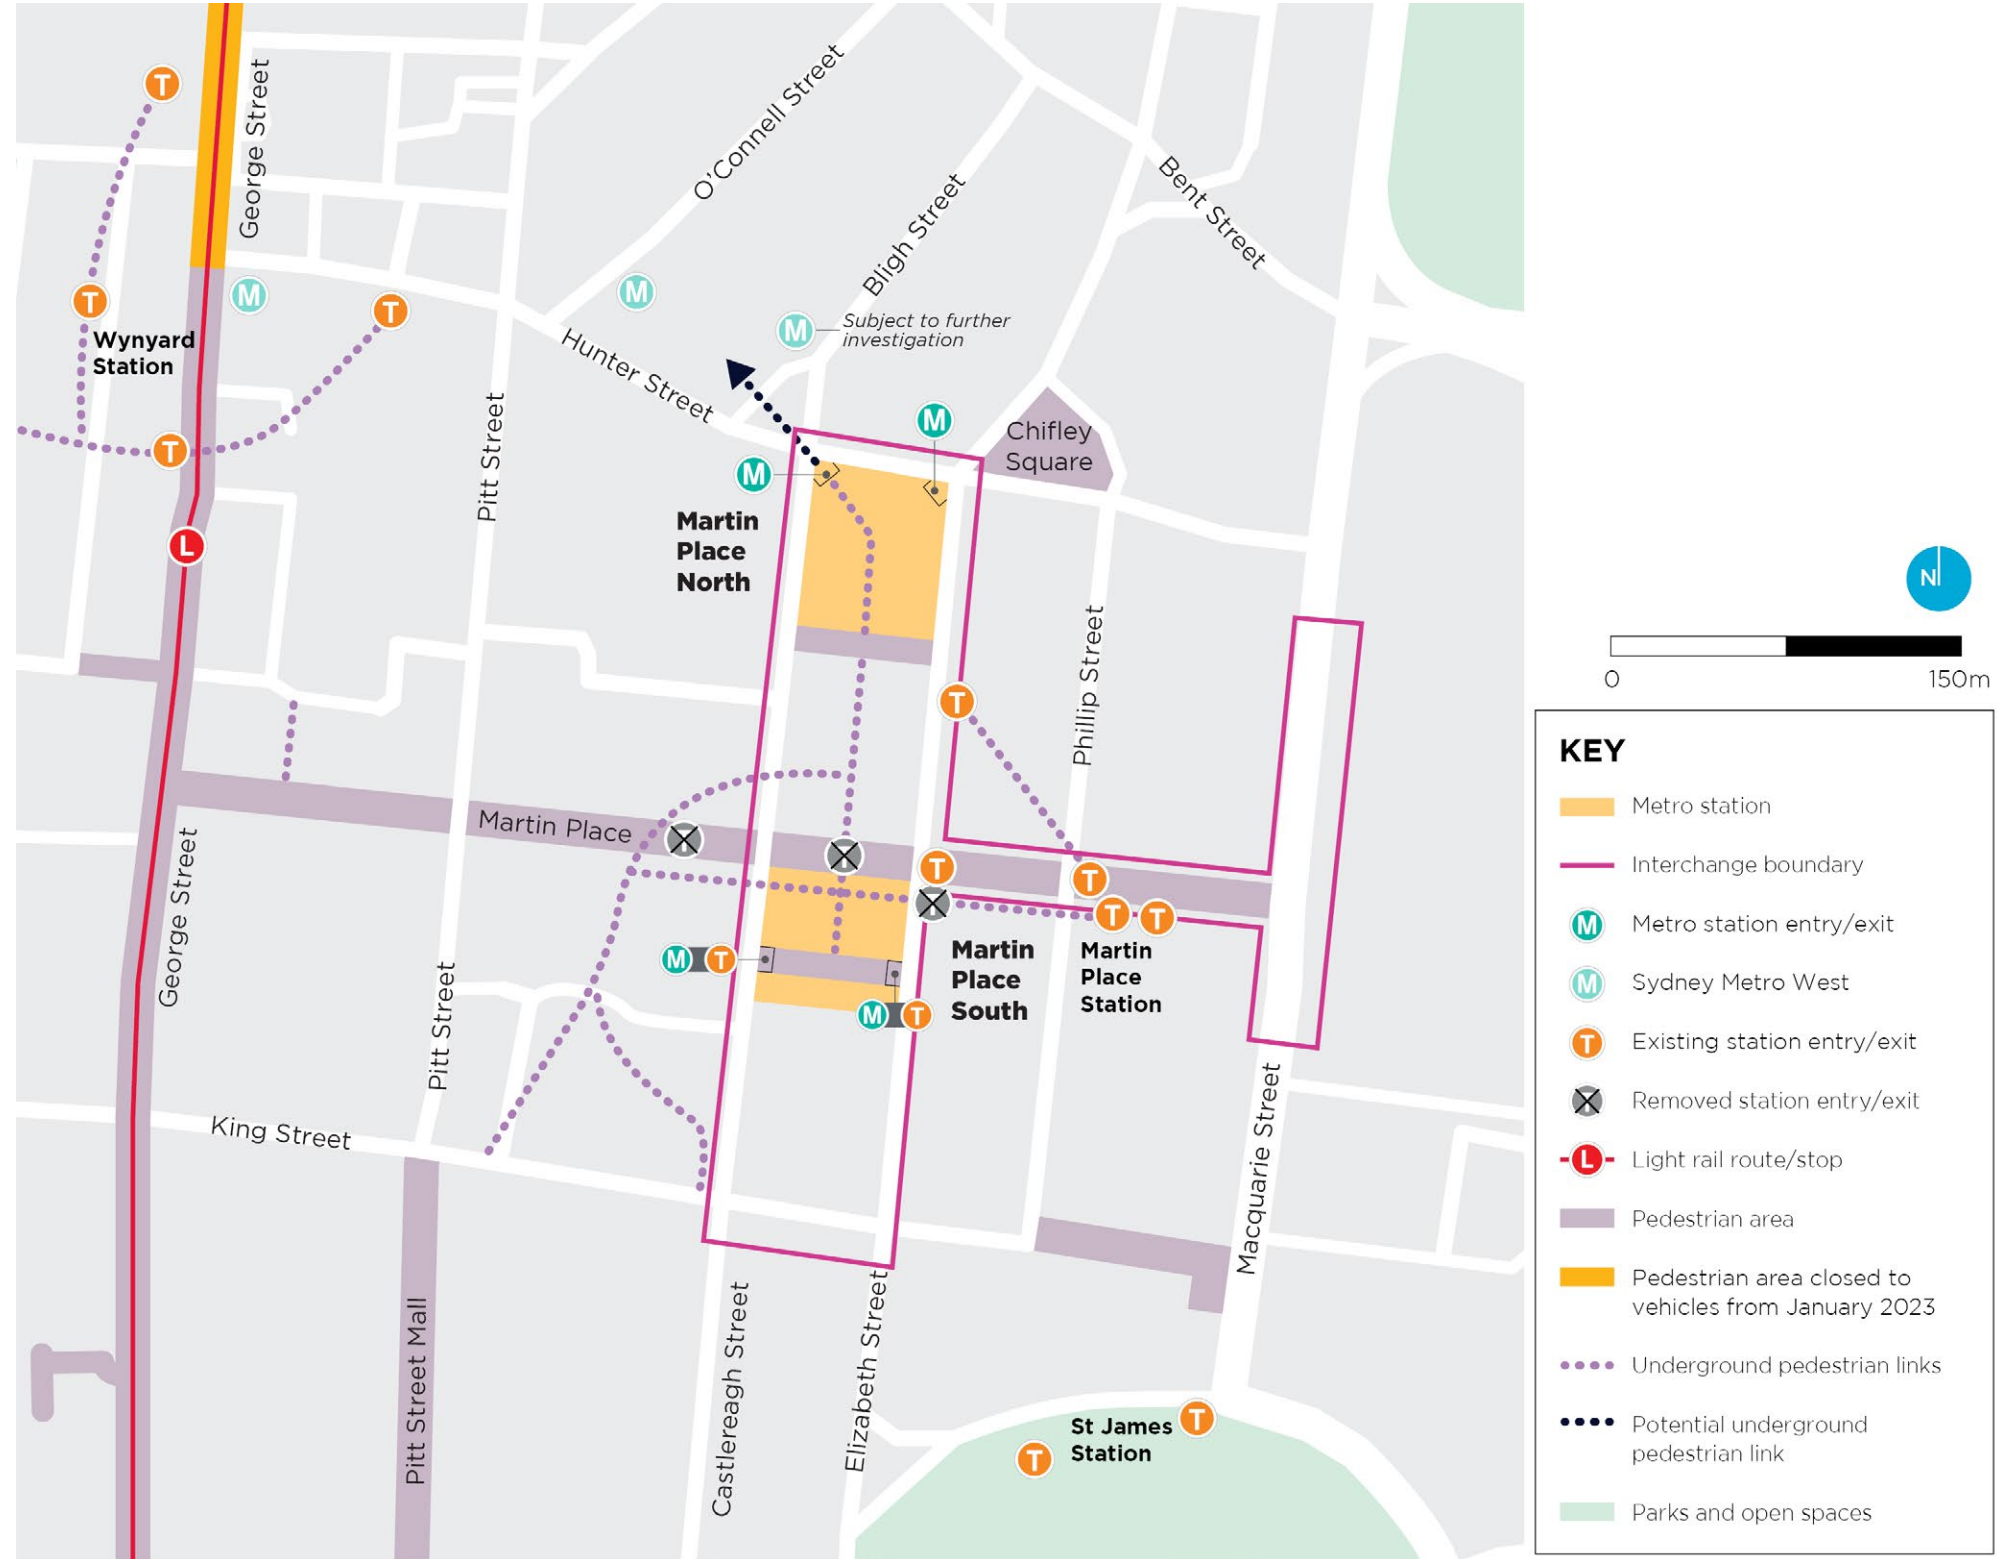 T
George Street
O'Connell Street
Bligh Street
Bent Street
T
M
T
M
M
Subject to further
investigation
Wynyard
Station
Hunter Street
Pitt Street
T
M
Chifley
Square
M
L
Martin
Place
North
Phillip Street
T
Martin Place
T
T
T
T
T
T
T
T
George Street
Pitt Street
M
T
Martin
Place
South
Martin
Place
Station
M
T
King Street
Macquarie Street
Pitt Street Mall
Castlereagh Street
Elizabeth Street
St James
Station
T
T
N
0
150m
KEY
Metro station
Interchange boundary
M
Metro station entry/exit
M
Sydney Metro West
T
Existing station entry/exit
T
Removed station entry/exit
L
Light rail route/stop
Pedestrian area
Pedestrian area closed to
vehicles from January 2023
Underground pedestrian links
Potential underground
pedestrian link
Parks and open spaces